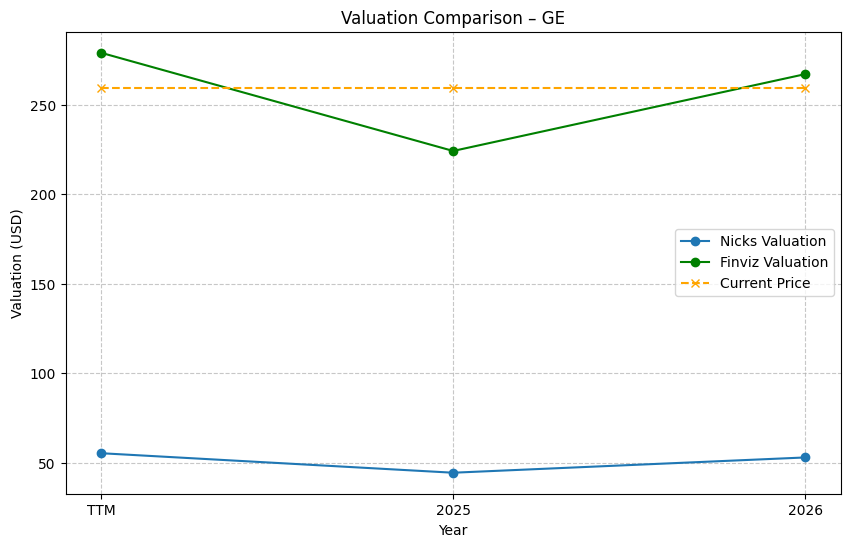 Valuation Comparison – GE
Valuation (USD)
250
200
150
100
50
Nicks Valuation
Finviz Valuation
Current Price
TTM
2025
2026
Year